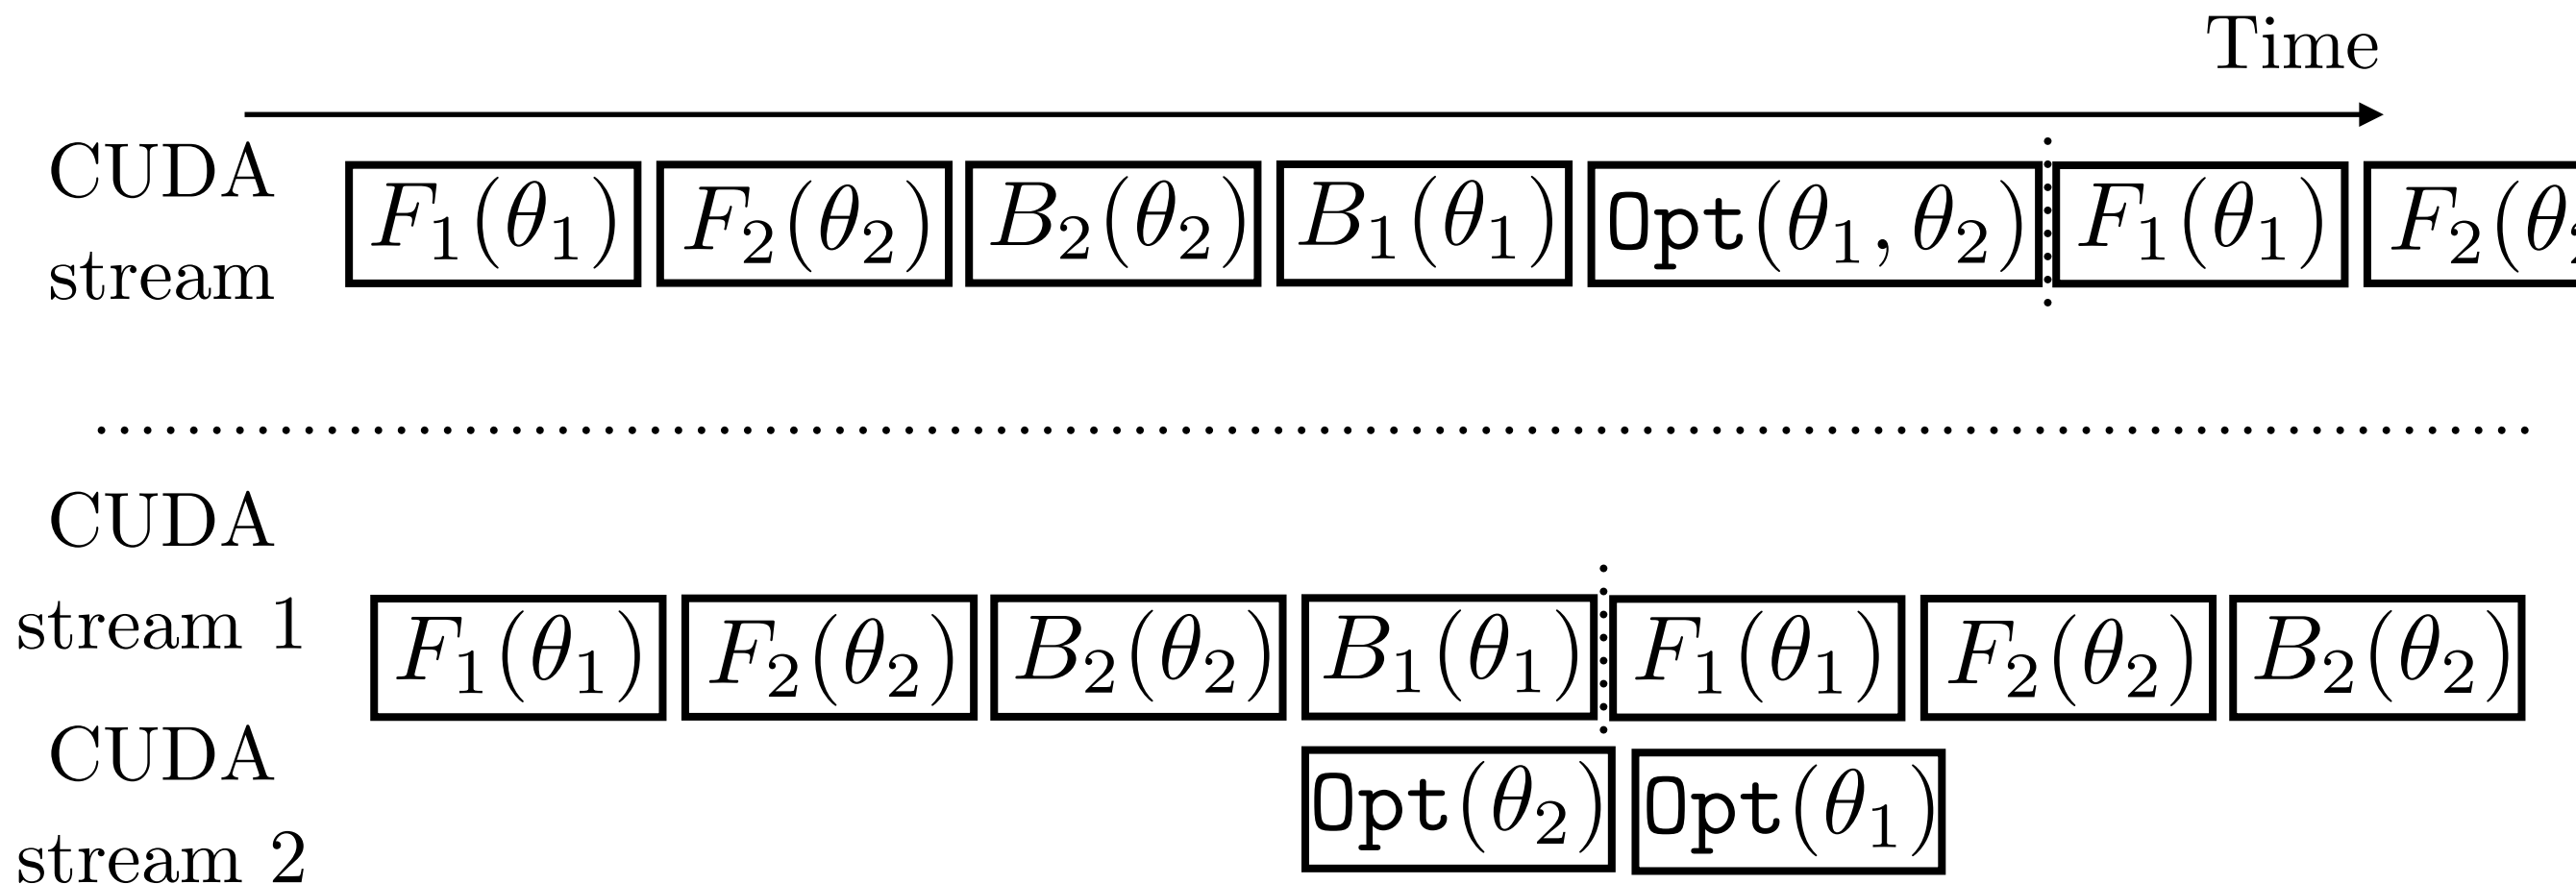 Time
CUDA
stream
F₁(θ₁) F₂(θ₂) B₂(θ₂) B₁(θ₁) Opt(θ₁, θ₂) F₁(θ₁) F₂(θ
CUDA
stream 1
F₁(θ₁) F₂(θ₂) B₂(θ₂) B₁(θ₁) F₁(θ₁) F₂(θ₂) B₂(θ₂)
CUDA
stream 2
Opt(θ₂) Opt(θ₁)